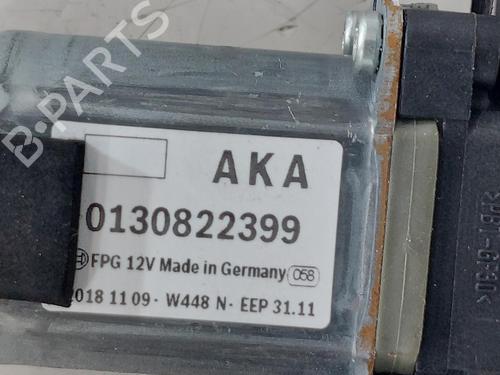 B-PARTS
AKA
0130822399
FPG 12V Made in Germany 058
2018 11 09 · W448 N · EEP 31.11